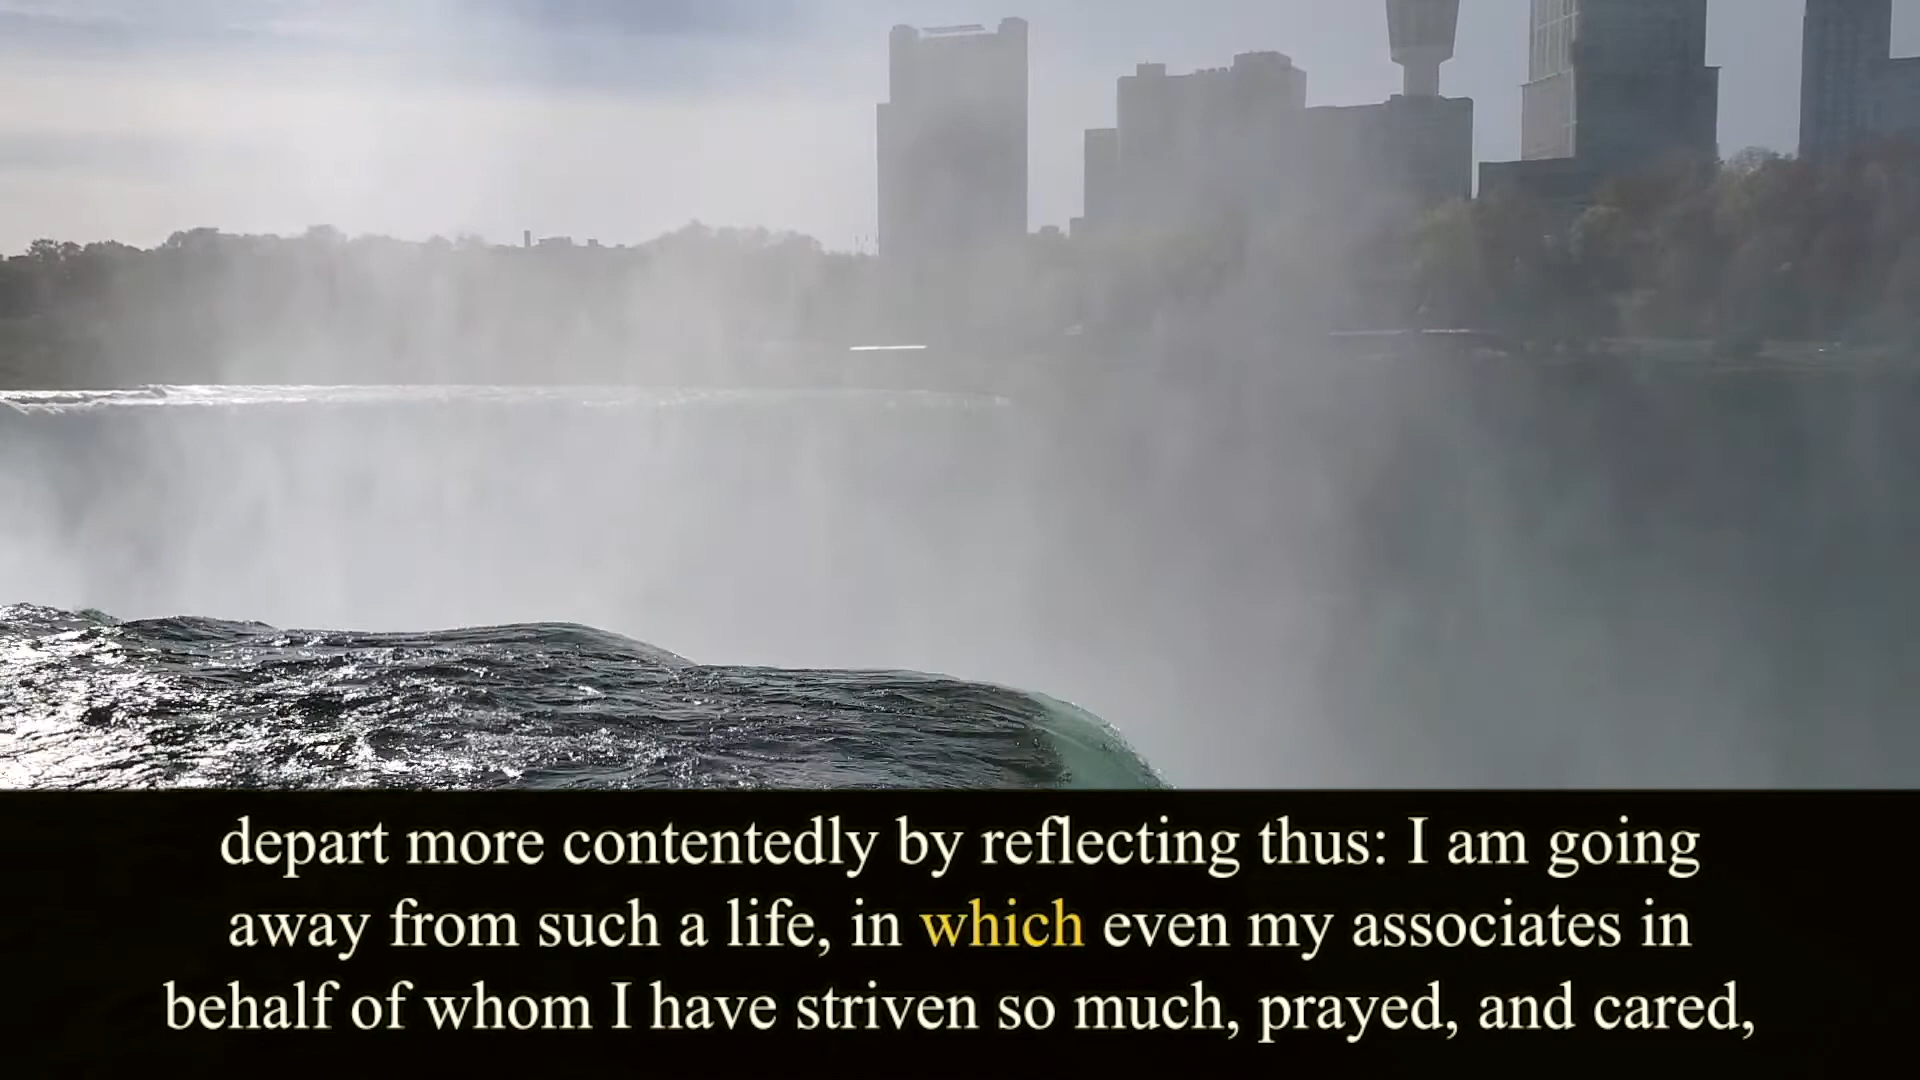 depart more contentedly by reflecting thus: I am going
away from such a life, in which even my associates in
behalf of whom I have striven so much, prayed, and cared,